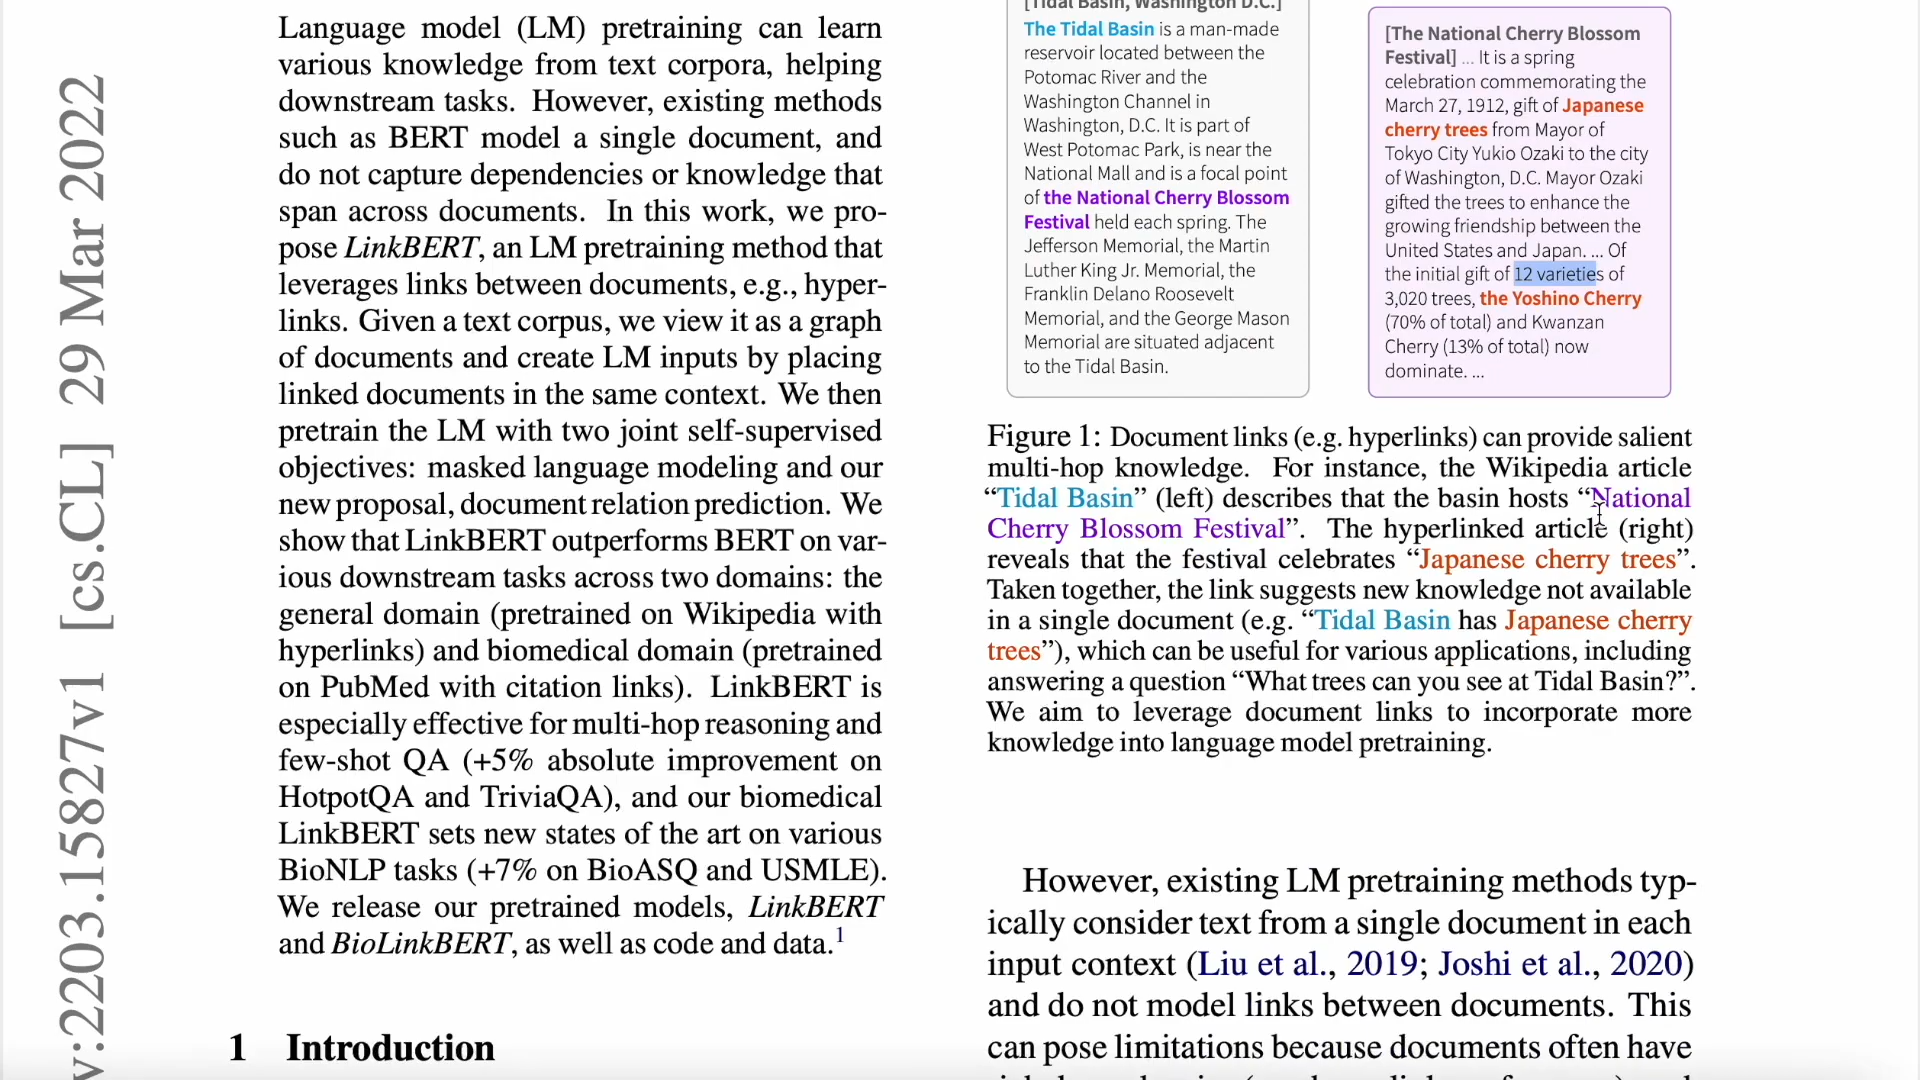 v:2203.15827v1 [cs.CL] 29 Mar 2022
Language model (LM) pretraining can learn
various knowledge from text corpora, helping
downstream tasks. However, existing methods
such as BERT model a single document, and
do not capture dependencies or knowledge that
span across documents. In this work, we pro-
pose LinkBERT, an LM pretraining method that
leverages links between documents, e.g., hyper-
links. Given a text corpus, we view it as a graph
of documents and create LM inputs by placing
linked documents in the same context. We then
pretrain the LM with two joint self-supervised
objectives: masked language modeling and our
new proposal, document relation prediction. We
show that LinkBERT outperforms BERT on var-
ious downstream tasks across two domains: the
general domain (pretrained on Wikipedia with
hyperlinks) and biomedical domain (pretrained
on PubMed with citation links). LinkBERT is
especially effective for multi-hop reasoning and
few-shot QA (+5% absolute improvement on
HotpotQA and TriviaQA), and our biomedical
LinkBERT sets new states of the art on various
BioNLP tasks (+7% on BioASQ and USMLE).
We release our pretrained models, LinkBERT
and BioLinkBERT, as well as code and data.1
1 Introduction
[Tidal Basin, Washington D.C.]
The Tidal Basin is a man-made
reservoir located between the
Potomac River and the
Washington Channel in
Washington, D.C. It is part of
West Potomac Park, is near the
National Mall and is a focal point
of the National Cherry Blossom
Festival held each spring. The
Jefferson Memorial, the Martin
Luther King Jr. Memorial, the
Franklin Delano Roosevelt
Memorial, and the George Mason
Memorial are situated adjacent
to the Tidal Basin.
[The National Cherry Blossom
Festival] ... It is a spring
celebration commemorating the
March 27, 1912, gift of Japanese
cherry trees from Mayor of
Tokyo City Yukio Ozaki to the city
of Washington, D.C. Mayor Ozaki
gifted the trees to enhance the
growing friendship between the
United States and Japan. ... Of
the initial gift of 12 varieties of
3,020 trees, the Yoshino Cherry
(70% of total) and Kwanzan
Cherry (13% of total) now
dominate. ...
Figure 1: Document links (e.g. hyperlinks) can provide salient
multi-hop knowledge. For instance, the Wikipedia article
“Tidal Basin” (left) describes that the basin hosts “National
Cherry Blossom Festival”. The hyperlinked article (right)
reveals that the festival celebrates “Japanese cherry trees”.
Taken together, the link suggests new knowledge not available
in a single document (e.g. “Tidal Basin has Japanese cherry
trees”), which can be useful for various applications, including
answering a question “What trees can you see at Tidal Basin?”.
We aim to leverage document links to incorporate more
knowledge into language model pretraining.
However, existing LM pretraining methods typ-
ically consider text from a single document in each
input context (Liu et al., 2019; Joshi et al., 2020)
and do not model links between documents. This
can pose limitations because documents often have